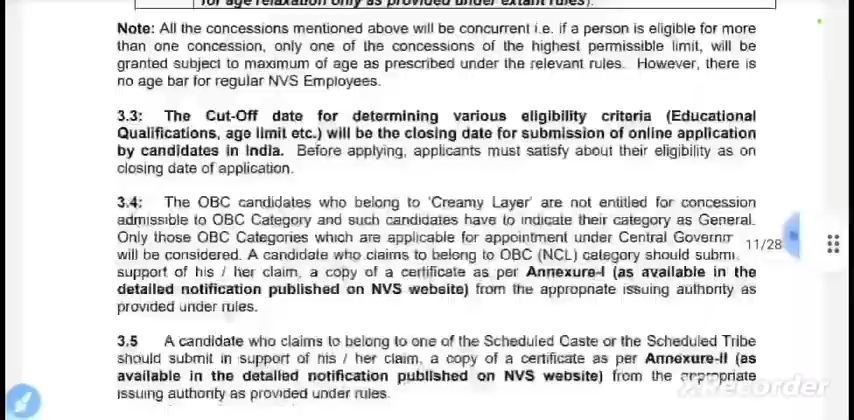 for age relaxation only as provided under extant rules).
Note: All the concessions mentioned above will be concurrent i.e. if a person is eligible for more
than one concession, only one of the concessions of the highest permissible limit, will be
granted subject to maximum of age as prescribed under the relevant rules. However, there is
no age bar for regular NVS Employees.
3.3: The Cut-Off date for determining various eligibility criteria (Educational
Qualifications, age limit etc.) will be the closing date for submission of online application
by candidates in India. Before applying, applicants must satisfy about their eligibility as on
closing date of application.
3.4: The OBC candidates who belong to 'Creamy Layer' are not entitled for concession
admissible to OBC Category and such candidates have to indicate their category as General.
Only those OBC Categories which are applicable for appointment under Central Governm
11/28
will be considered. A candidate who claims to belong to OBC (NCL) category should submi
support of his / her claim, a copy of a certificate as per Annexure-I (as available in the
detailed notification published on NVS website) from the appropriate issuing authority as
provided under rules.
3.5 A candidate who claims to belong to one of the Scheduled Caste or the Scheduled Tribe
should submit in support of his / her claim, a copy of a certificate as per Annexure-II (as
available in the detailed notification published on NVS website) from the appropriate
issuing authority as provided under rules.
XRecorder